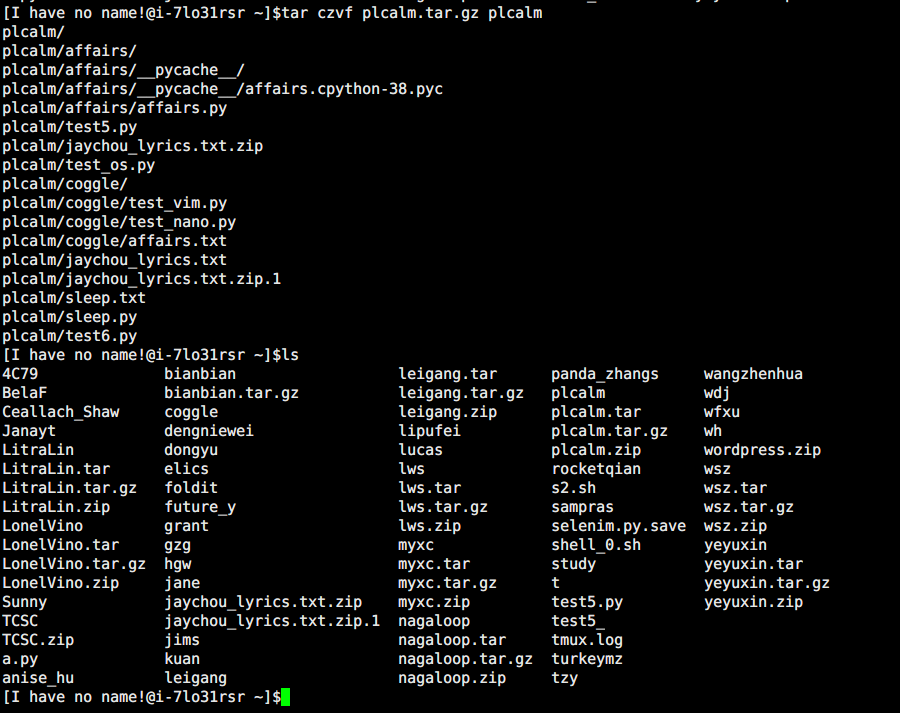 [I have no name!@i-7lo31rsr ~]$tar czvf plcalm.tar.gz plcalm
plcalm/
plcalm/affairs/
plcalm/affairs/__pycache__/
plcalm/affairs/__pycache__/affairs.cpython-38.pyc
plcalm/affairs/affairs.py
plcalm/test5.py
plcalm/jaychou_lyrics.txt.zip
plcalm/test_os.py
plcalm/coggle/
plcalm/coggle/test_vim.py
plcalm/coggle/test_nano.py
plcalm/coggle/affairs.txt
plcalm/jaychou_lyrics.txt
plcalm/jaychou_lyrics.txt.zip.1
plcalm/sleep.txt
plcalm/sleep.py
plcalm/test6.py
[I have no name!@i-7lo31rsr ~]$ls
4C79 bianbian leigang.tar panda_zhangs wangzhenhua
BelaF bianbian.tar.gz leigang.tar.gz plcalm wdj
Ceallach_Shaw coggle leigang.zip plcalm.tar wfxu
Janayt dengniewei lipufei plcalm.tar.gz wh
LitraLin dongyu lucas plcalm.zip wordpress.zip
LitraLin.tar elics lws rocketqian wsz
LitraLin.tar.gz foldit lws.tar s2.sh wsz.tar
LitraLin.zip future_y lws.tar.gz sampras wsz.tar.gz
LonelVino grant lws.zip selenim.py.save wsz.zip
LonelVino.tar gzg myxc shell_0.sh yeyuxin
LonelVino.tar.gz hgw myxc.tar study yeyuxin.tar
LonelVino.zip jane myxc.tar.gz t yeyuxin.tar.gz
Sunny jaychou_lyrics.txt.zip myxc.zip test5.py yeyuxin.zip
TCSC jaychou_lyrics.txt.zip.1 nagaloop test5_
TCSC.zip jims nagaloop.tar tmux.log
a.py kuan nagaloop.tar.gz turkeymz
anise_hu leigang nagaloop.zip tzy
[I have no name!@i-7lo31rsr ~]$